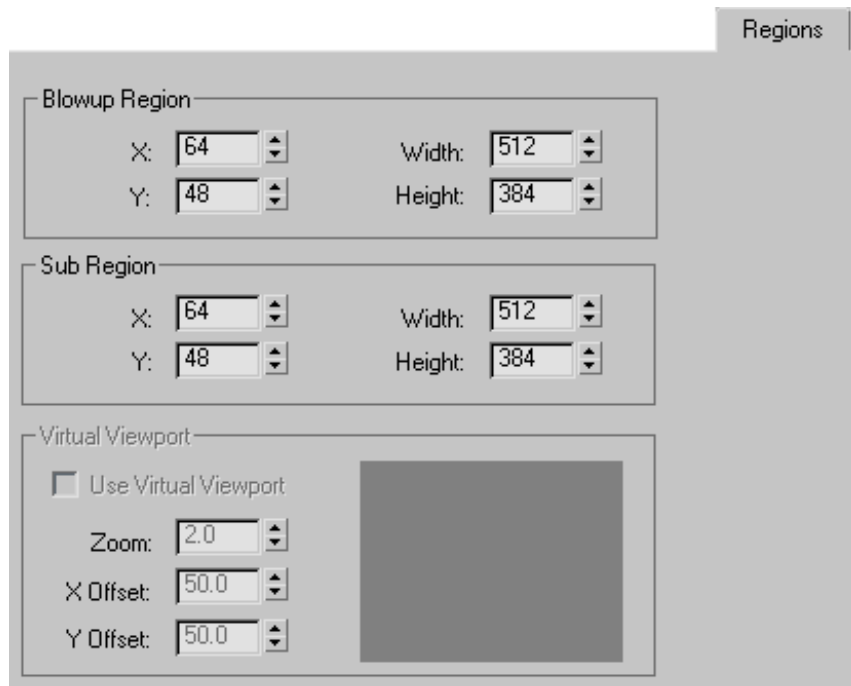 Regions
Blowup Region
X: 64 Width: 512
Y: 48 Height: 384
Sub Region
X: 64 Width: 512
Y: 48 Height: 384
Virtual Viewport
Use Virtual Viewport
Zoom: 2.0
X Offset: 50.0
Y Offset: 50.0